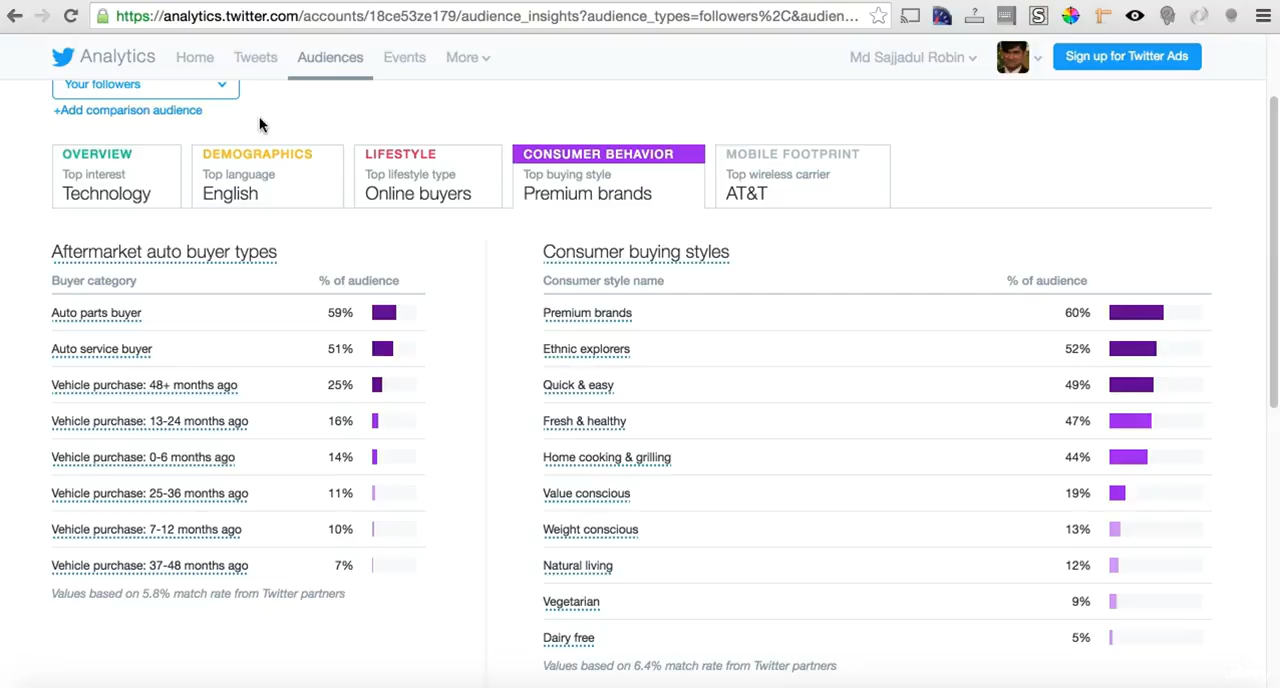 https://analytics.twitter.com/accounts/18ce53ze179/audience_insights?audience_types=followers%2C&audien...
Analytics Home Tweets Audiences Events More Md Sajjadul Robin Sign up for Twitter Ads
Your followers
+Add comparison audience
OVERVIEW DEMOGRAPHICS LIFESTYLE CONSUMER BEHAVIOR MOBILE FOOTPRINT
Top interest Top language Top lifestyle type Top buying style Top wireless carrier
Technology English Online buyers Premium brands AT&T
Aftermarket auto buyer types
Buyer category % of audience
Auto parts buyer 59%
Auto service buyer 51%
Vehicle purchase: 48+ months ago 25%
Vehicle purchase: 13-24 months ago 16%
Vehicle purchase: 0-6 months ago 14%
Vehicle purchase: 25-36 months ago 11%
Vehicle purchase: 7-12 months ago 10%
Vehicle purchase: 37-48 months ago 7%
Values based on 5.8% match rate from Twitter partners
Consumer buying styles
Consumer style name % of audience
Premium brands 60%
Ethnic explorers 52%
Quick & easy 49%
Fresh & healthy 47%
Home cooking & grilling 44%
Value conscious 19%
Weight conscious 13%
Natural living 12%
Vegetarian 9%
Dairy free 5%
Values based on 6.4% match rate from Twitter partners